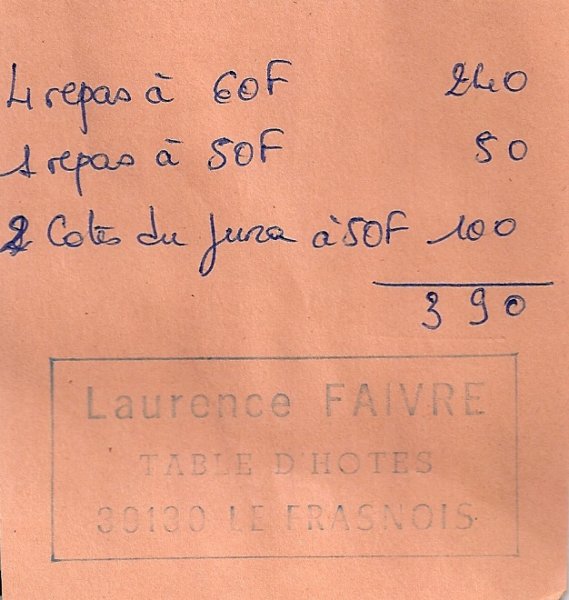 4 repas à 60F 240
1 repas à 50F 50
2 Cotes du Jura à 50F 100
390
Laurence FAIVRE
TABLE D'HOTES
39130 LE FRASNOIS